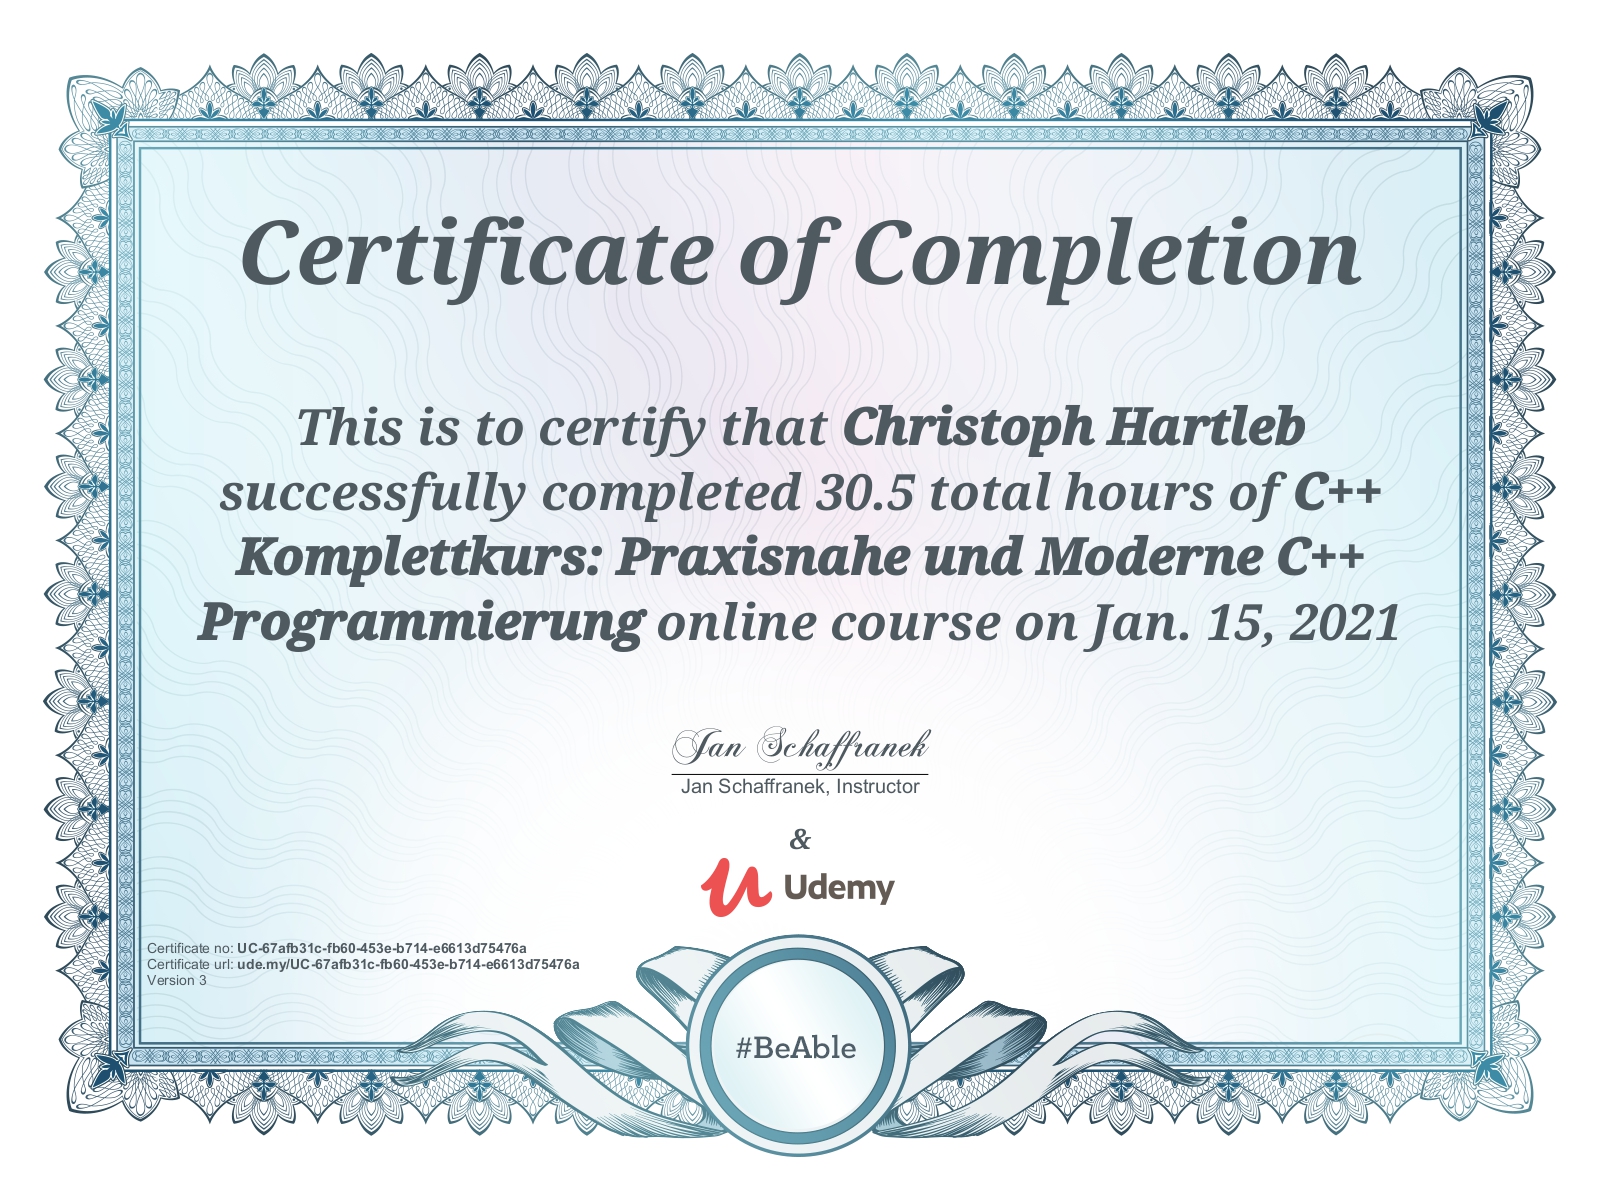 Certificate of Completion
This is to certify that Christoph Hartleb
successfully completed 30.5 total hours of C++
Komplettkurs: Praxisnahe und Moderne C++
Programmierung online course on Jan. 15, 2021
Jan Schaffranek
Jan Schaffranek, Instructor
&
Udemy
Certificate no: UC-67afb31c-fb60-453e-b714-e6613d75476a
Certificate url: ude.my/UC-67afb31c-fb60-453e-b714-e6613d75476a
Version 3
#BeAble